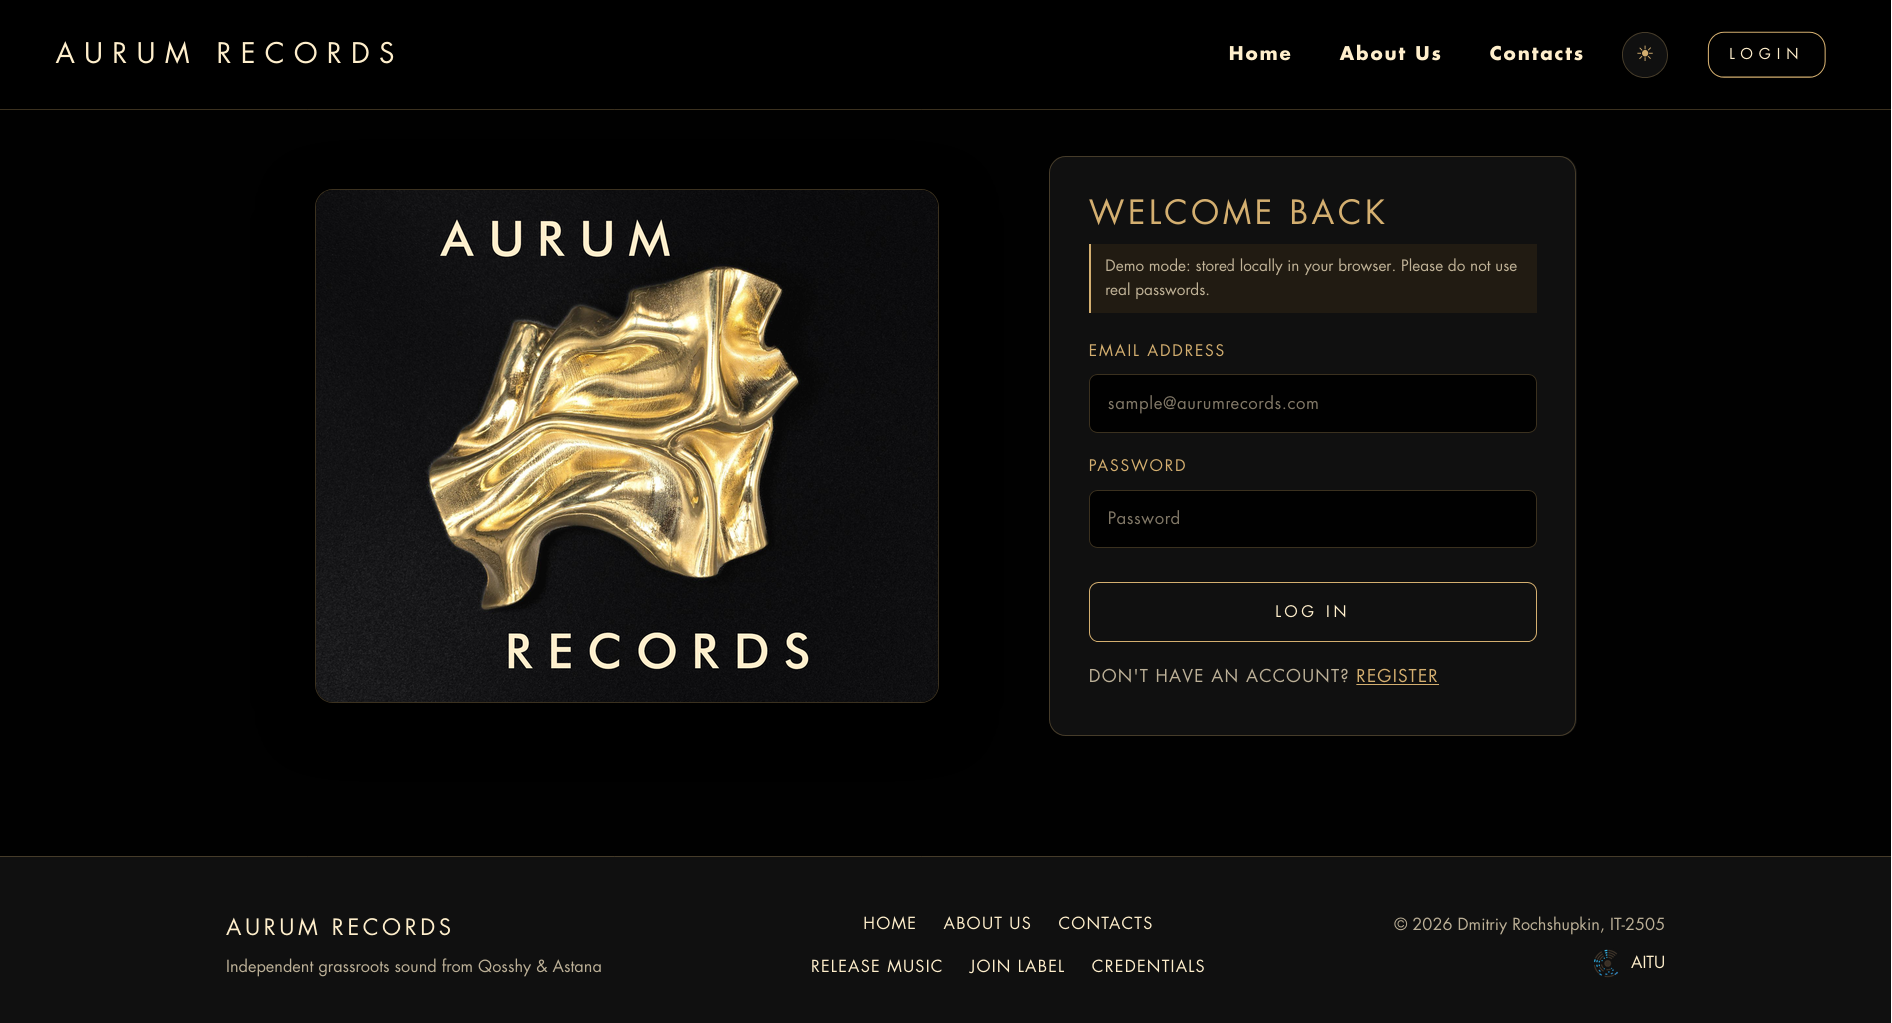 AURUM RECORDS
Home About Us Contacts
LOGIN
AURUM
RECORDS
WELCOME BACK
Demo mode: stored locally in your browser. Please do not use
real passwords.
EMAIL ADDRESS
sample@aurumrecords.com
PASSWORD
Password
LOG IN
DON'T HAVE AN ACCOUNT? REGISTER
AURUM RECORDS
Independent grassroots sound from Qosshy & Astana
HOME ABOUT US CONTACTS
RELEASE MUSIC JOIN LABEL CREDENTIALS
© 2026 Dmitriy Rochshupkin, IT-2505
AITU